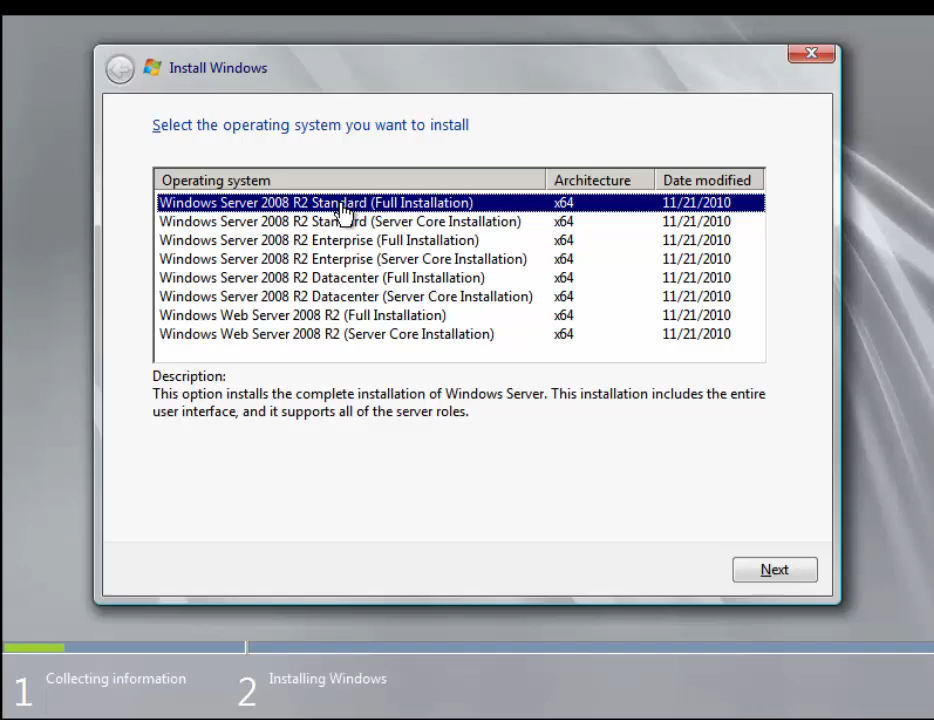 Install Windows
Select the operating system you want to install
Operating system Architecture Date modified
Windows Server 2008 R2 Standard (Full Installation) x64 11/21/2010
Windows Server 2008 R2 Standard (Server Core Installation) x64 11/21/2010
Windows Server 2008 R2 Enterprise (Full Installation) x64 11/21/2010
Windows Server 2008 R2 Enterprise (Server Core Installation) x64 11/21/2010
Windows Server 2008 R2 Datacenter (Full Installation) x64 11/21/2010
Windows Server 2008 R2 Datacenter (Server Core Installation) x64 11/21/2010
Windows Web Server 2008 R2 (Full Installation) x64 11/21/2010
Windows Web Server 2008 R2 (Server Core Installation) x64 11/21/2010
Description:
This option installs the complete installation of Windows Server. This installation includes the entire
user interface, and it supports all of the server roles.
Next
1 Collecting information 2 Installing Windows